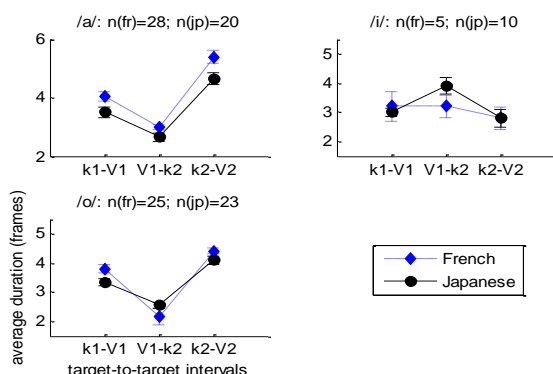 /a/: n(fr)=28; n(jp)=20
6
4
2
k1-V1 V1-k2 k2-V2
/i/: n(fr)=5; n(jp)=10
5
4
3
2
k1-V1 V1-k2 k2-V2
/o/: n(fr)=25; n(jp)=23
5
4
3
2
k1-V1 V1-k2 k2-V2
average duration (frames)
target-to-target intervals
French
Japanese